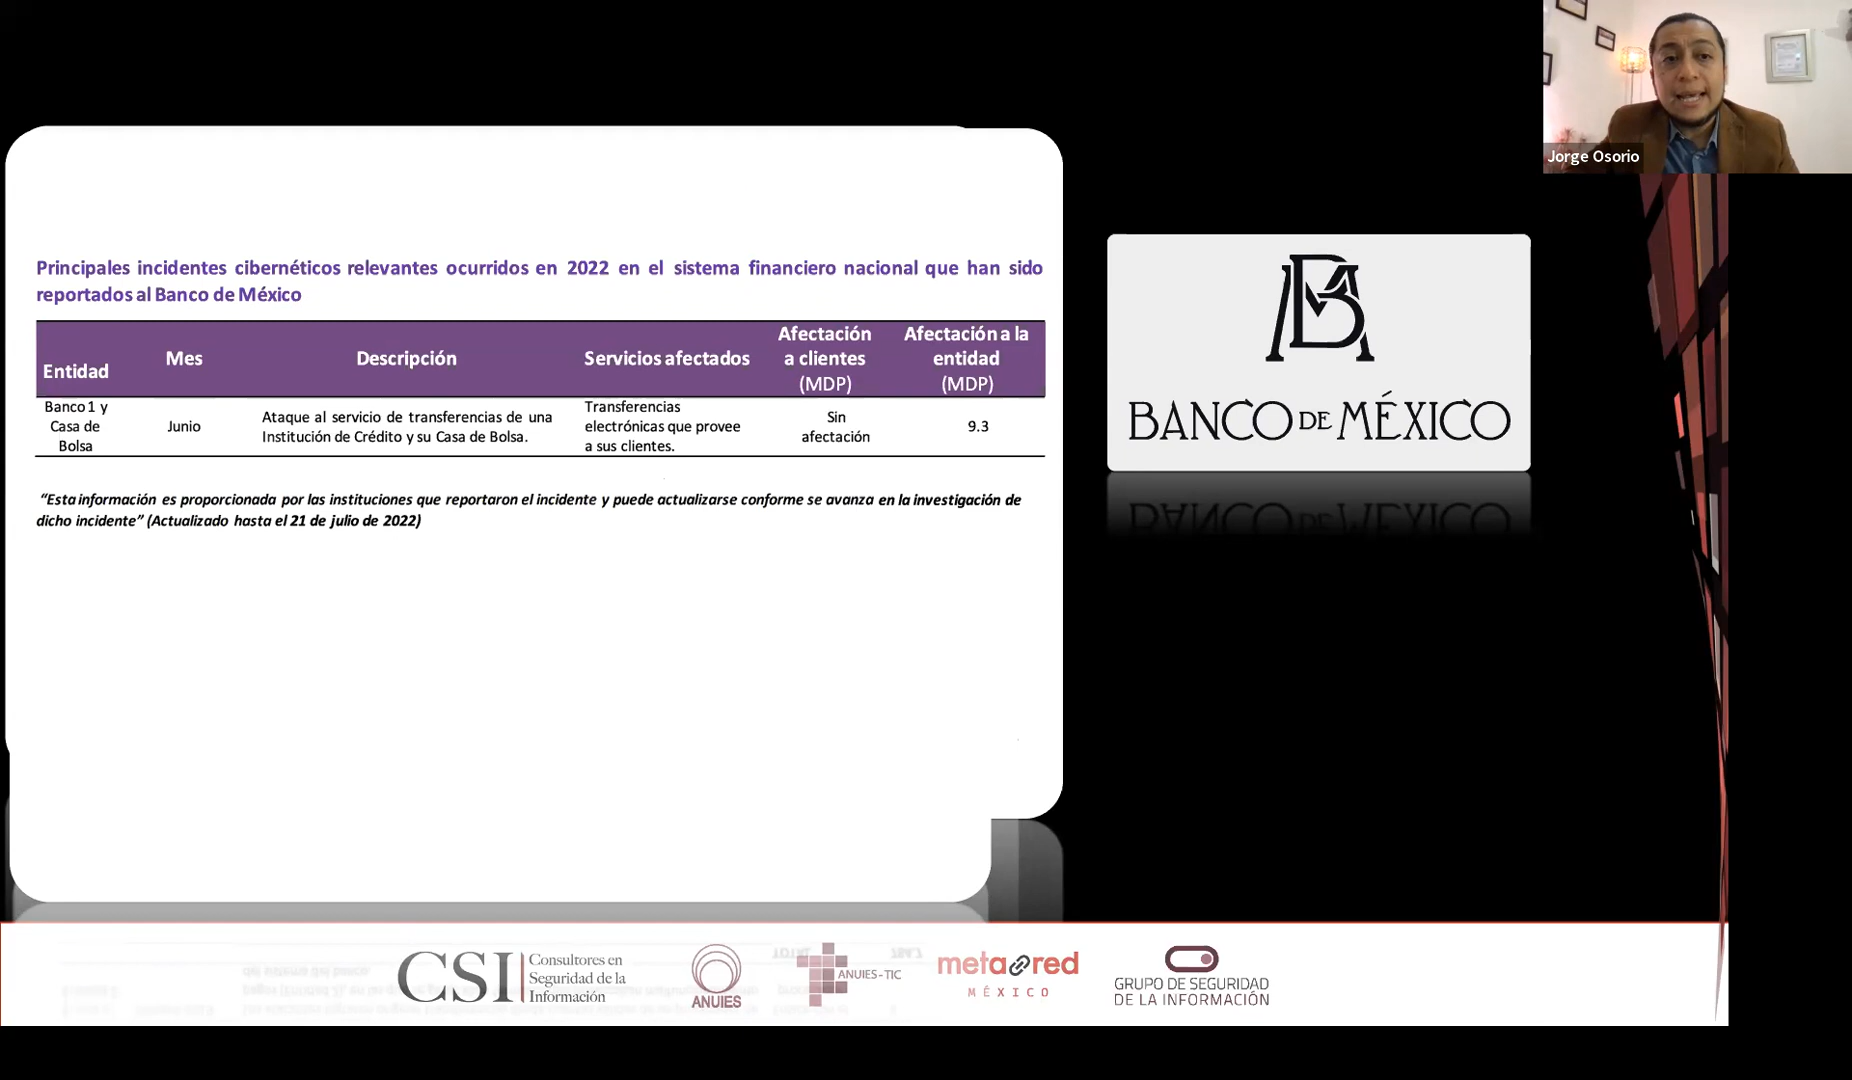 Jorge Osorio
Principales incidentes cibernéticos relevantes ocurridos en 2022 en el sistema financiero nacional que han sido
reportados al Banco de México
Entidad
Mes
Descripción
Servicios afectados
Afectación
a clientes
(MDP)
Afectación a la
entidad
(MDP)
Banco 1 y
Casa de
Bolsa
Junio
Ataque al servicio de transferencias de una
Institución de Crédito y su Casa de Bolsa.
Transferencias
electrónicas que provee
a sus clientes.
Sin
afectación
9.3
“Esta información es proporcionada por las instituciones que reportaron el incidente y puede actualizarse conforme se avanza en la investigación de
dicho incidente” (Actualizado hasta el 21 de julio de 2022)
BANCO DE MÉXICO
CSI
Consultores en
Seguridad de la
Información
ANUIES
ANUIES-TIC
metared
MÉXICO
GRUPO DE SEGURIDAD
DE LA INFORMACIÓN